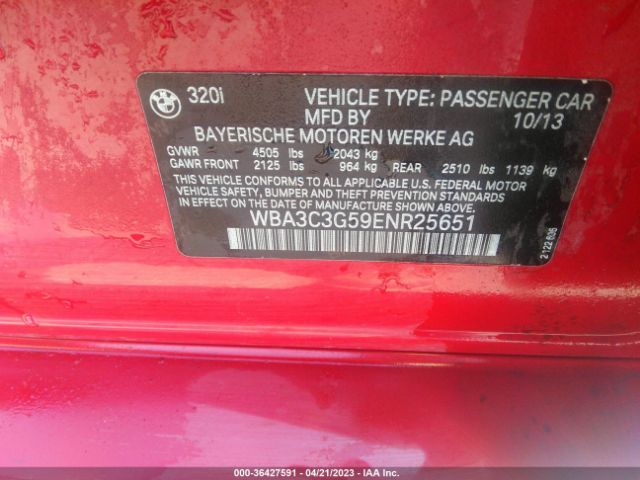 320i VEHICLE TYPE: PASSENGER CAR
MFD BY 10/13
BAYERISCHE MOTOREN WERKE AG
GVWR 4505 lbs 2043 kg
GAWR FRONT 2125 lbs 964 kg REAR 2510 lbs 1139 kg
THIS VEHICLE CONFORMS TO ALL APPLICABLE U.S. FEDERAL MOTOR
VEHICLE SAFETY, BUMPER AND THEFT PREVENTION STANDARDS
IN EFFECT ON THE DATE OF MANUFACTURE SHOWN ABOVE.
WBA3C3G59ENR25651
2 122 636
000-36427591 - 04/21/2023 - IAA Inc.